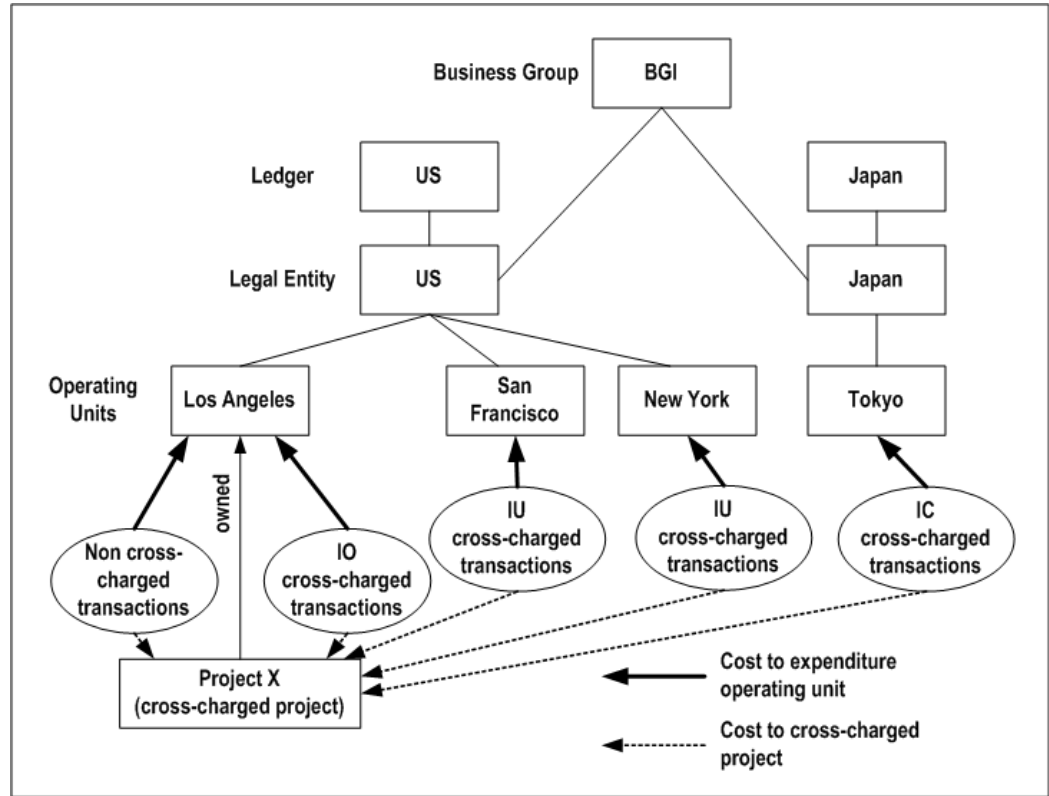 Business Group
BGI
Ledger
US
Japan
Legal Entity
US
Japan
Operating
Units
Los Angeles
San
Francisco
New York
Tokyo
owned
Non cross-
charged
transactions
IO
cross-charged
transactions
IU
cross-charged
transactions
IU
cross-charged
transactions
IC
cross-charged
transactions
Project X
(cross-charged project)
Cost to expenditure
operating unit
Cost to cross-charged
project